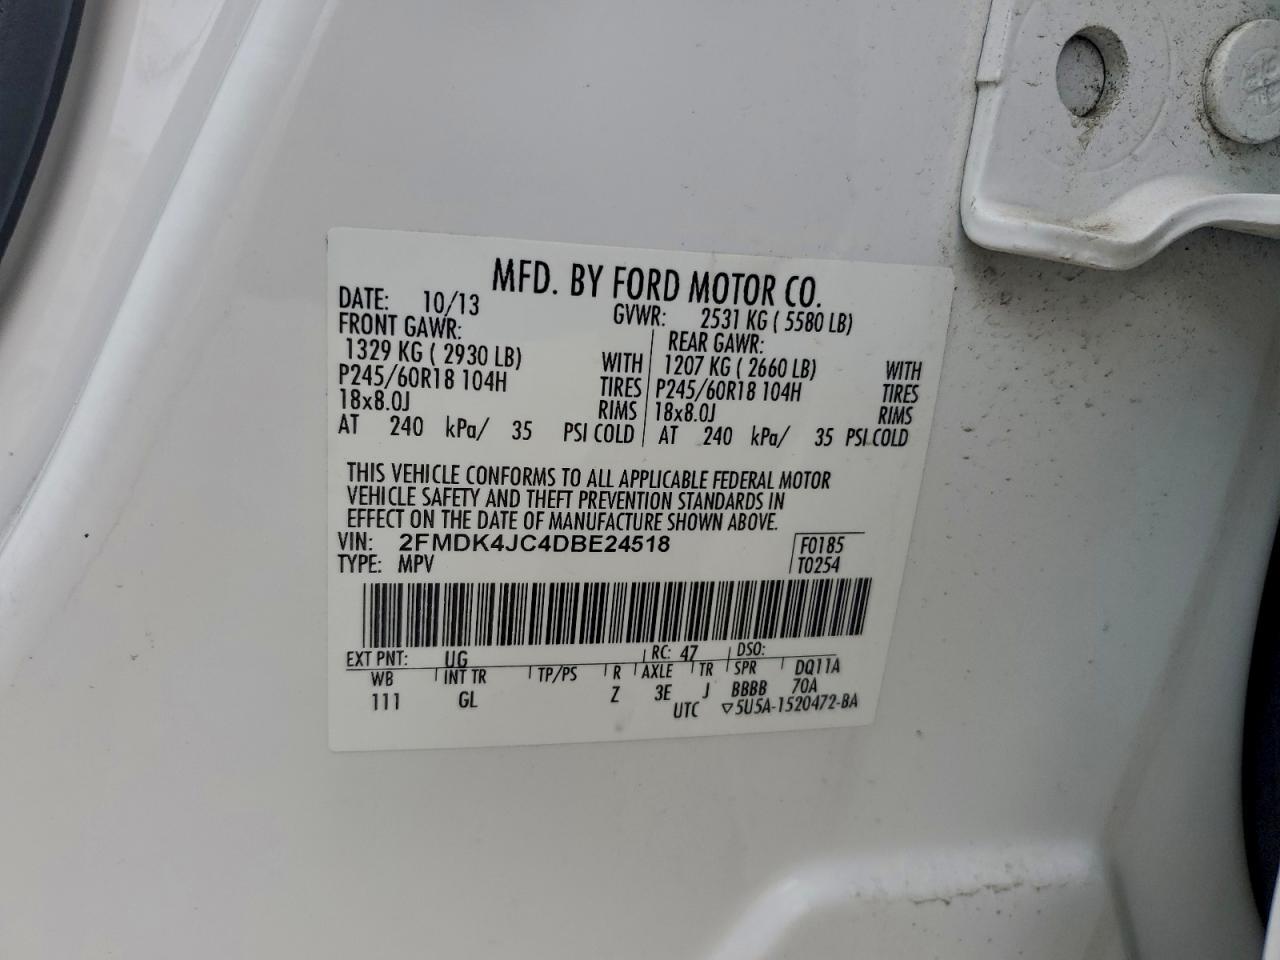 MFD. BY FORD MOTOR CO.
DATE: 10/13 GVWR: 2531 KG ( 5580 LB)
FRONT GAWR: REAR GAWR:
1329 KG ( 2930 LB) WITH 1207 KG ( 2660 LB) WITH
P245/60R18 104H TIRES P245/60R18 104H TIRES
18x8.0J RIMS 18x8.0J RIMS
AT 240 kPa/ 35 PSI COLD AT 240 kPa/ 35 PSI COLD
THIS VEHICLE CONFORMS TO ALL APPLICABLE FEDERAL MOTOR
VEHICLE SAFETY AND THEFT PREVENTION STANDARDS IN
EFFECT ON THE DATE OF MANUFACTURE SHOWN ABOVE.
VIN: 2FMDK4JC4DBE24518 F0185
TYPE: MPV T0254
EXT PNT: UG RC: 47 DSO:
WB INT TR TP/PS R AXLE TR SPR DQ11A
111 GL Z 3E J BBBB 70A
UTC ▽5U5A-1520472-BA